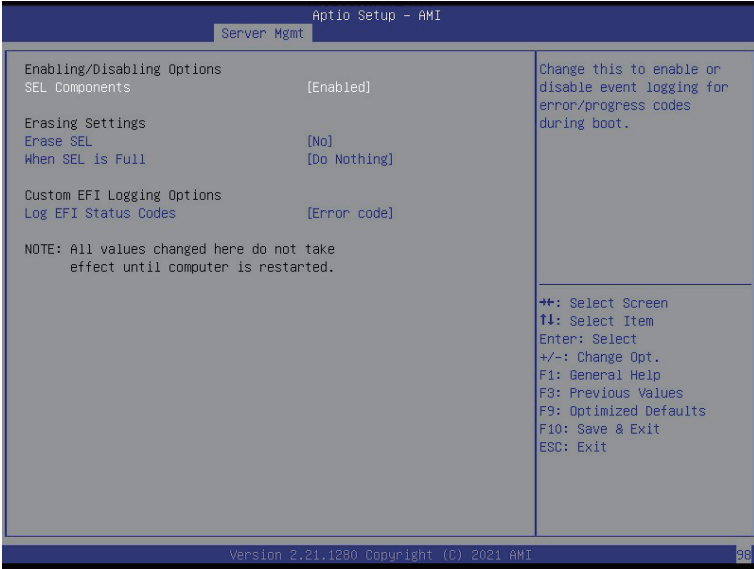 Aptio Setup – AMI
Server Mgmt
Enabling/Disabling Options
SEL Components [Enabled]
Erasing Settings
Erase SEL [No]
When SEL is Full [Do Nothing]
Custom EFI Logging Options
Log EFI Status Codes [Error code]
NOTE: All values changed here do not take
effect until computer is restarted.
Change this to enable or
disable event logging for
error/progress codes
during boot.
→←: Select Screen
↑↓: Select Item
Enter: Select
+/-: Change Opt.
F1: General Help
F3: Previous Values
F9: Optimized Defaults
F10: Save & Exit
ESC: Exit
Version 2.21.1280 Copyright (C) 2021 AMI
98